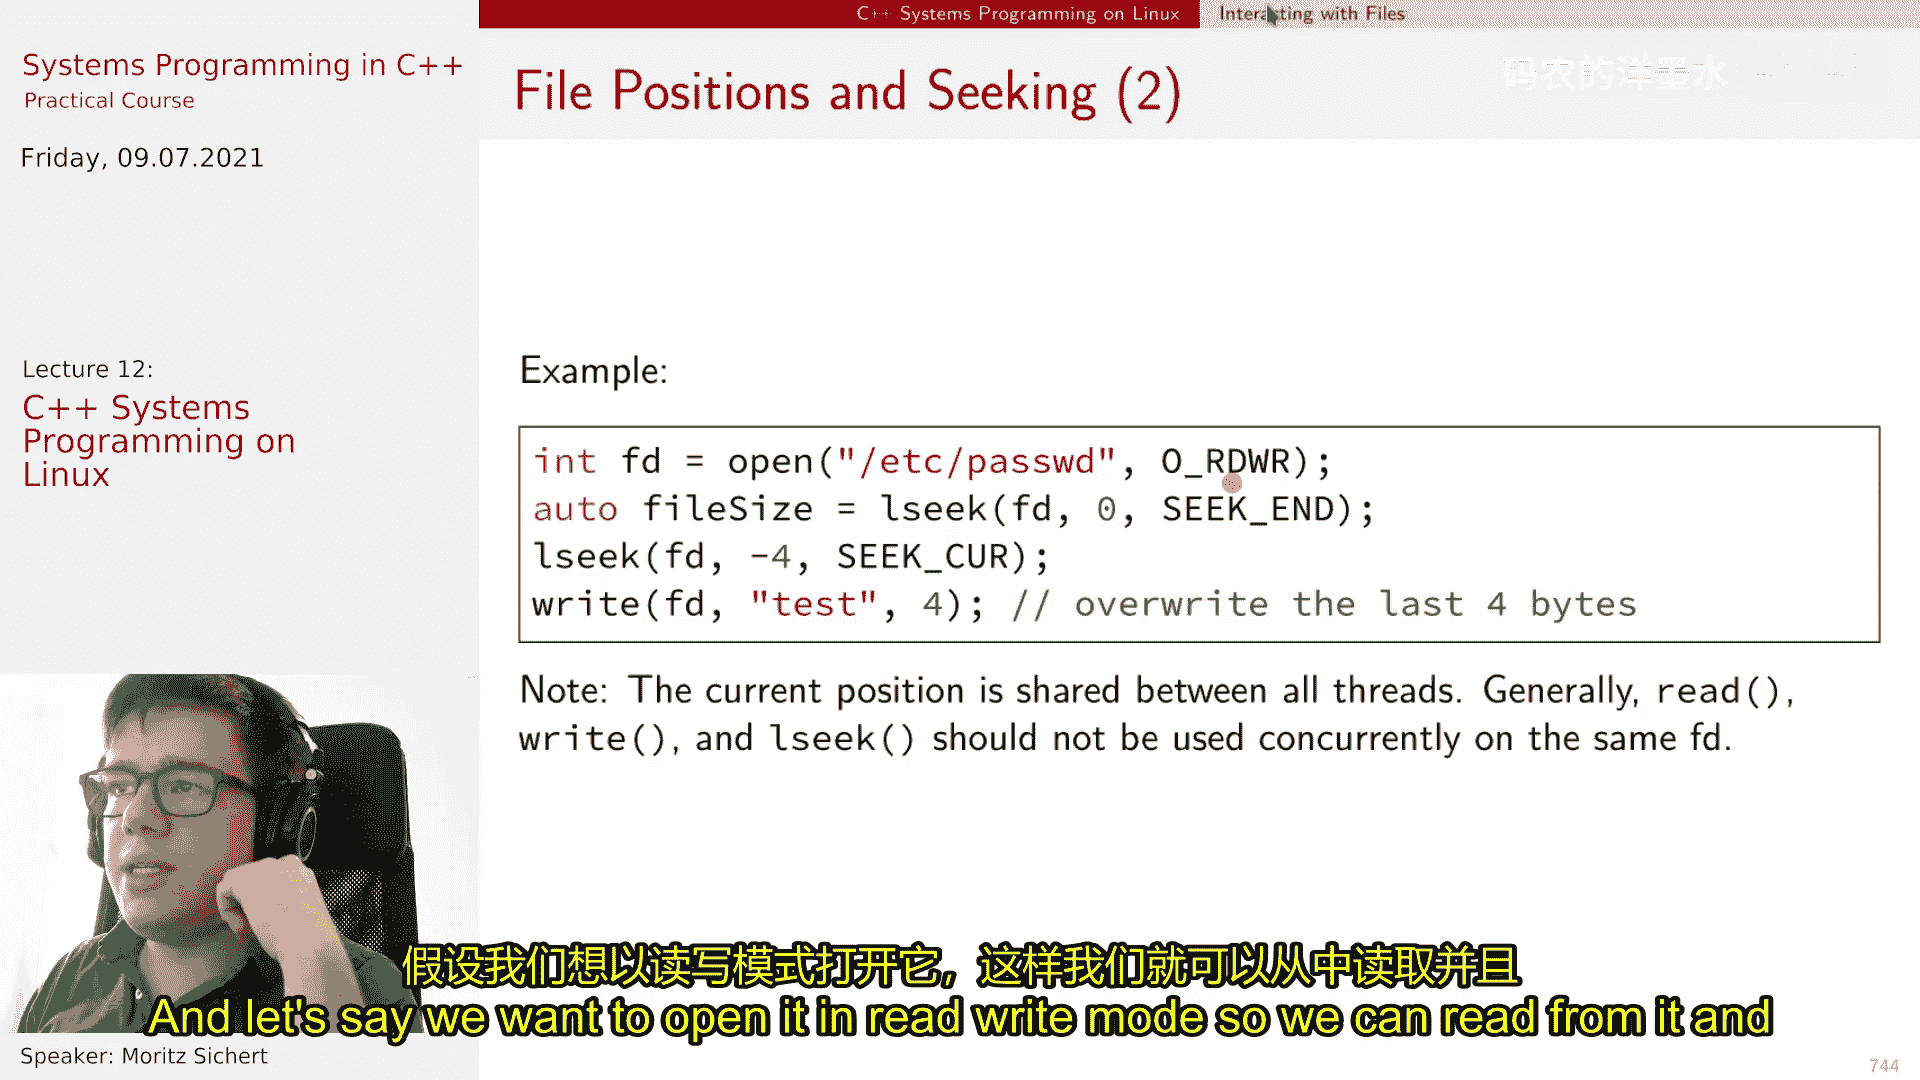 C++ Systems Programming on Linux
Interacting with Files
Systems Programming in C++
Practical Course
Friday, 09.07.2021
File Positions and Seeking (2)
码农的洋墨水
Lecture 12:
C++ Systems
Programming on
Linux
Example:
int fd = open("/etc/passwd", O_RDWR);
auto fileSize = lseek(fd, 0, SEEK_END);
lseek(fd, -4, SEEK_CUR);
write(fd, "test", 4); // overwrite the last 4 bytes
Note: The current position is shared between all threads. Generally, read(),
write(), and lseek() should not be used concurrently on the same fd.
假设我们想以读写模式打开它，这样我们就可以从中读取并且
And let's say we want to open it in read write mode so we can read from it and
Speaker: Moritz Sichert
744